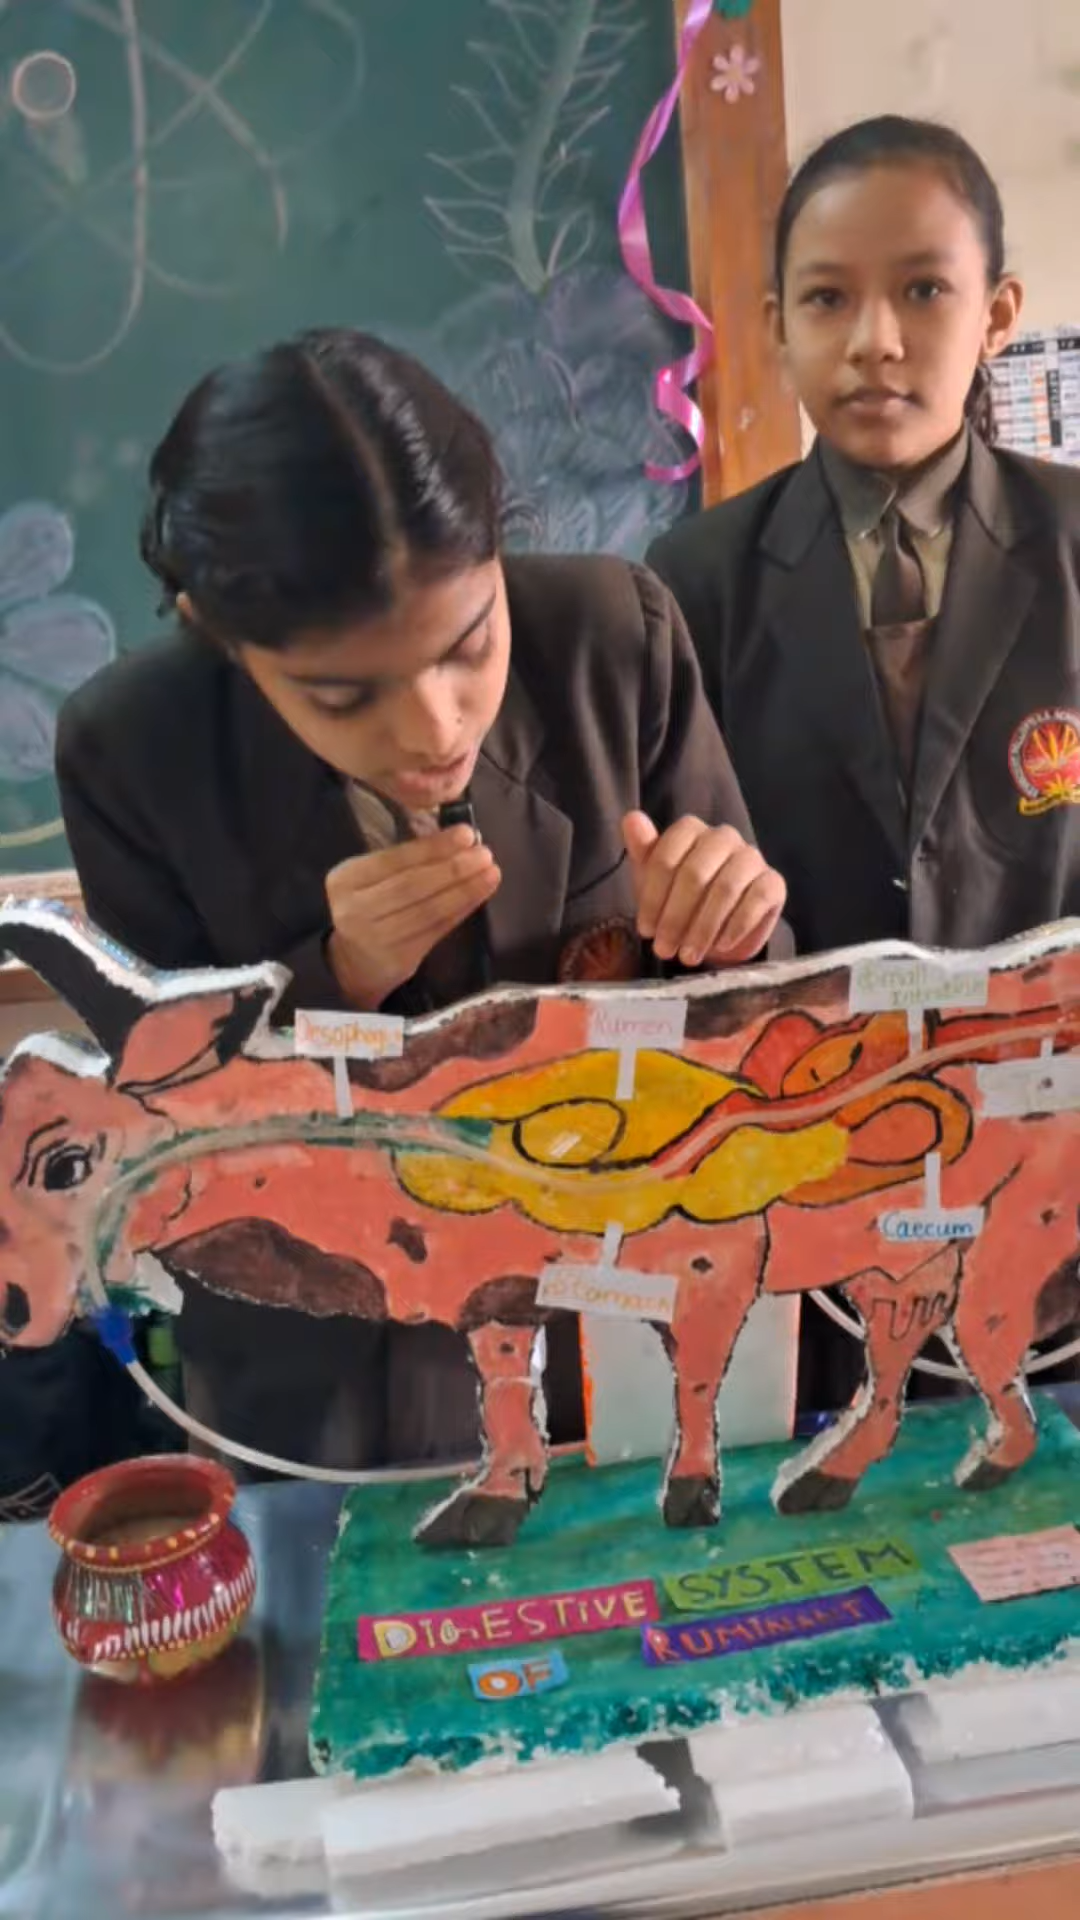 Oesophagus
Rumen
Small
Intestine
Caecum
Stomach
DIGESTIVE SYSTEM
OF RUMINANT